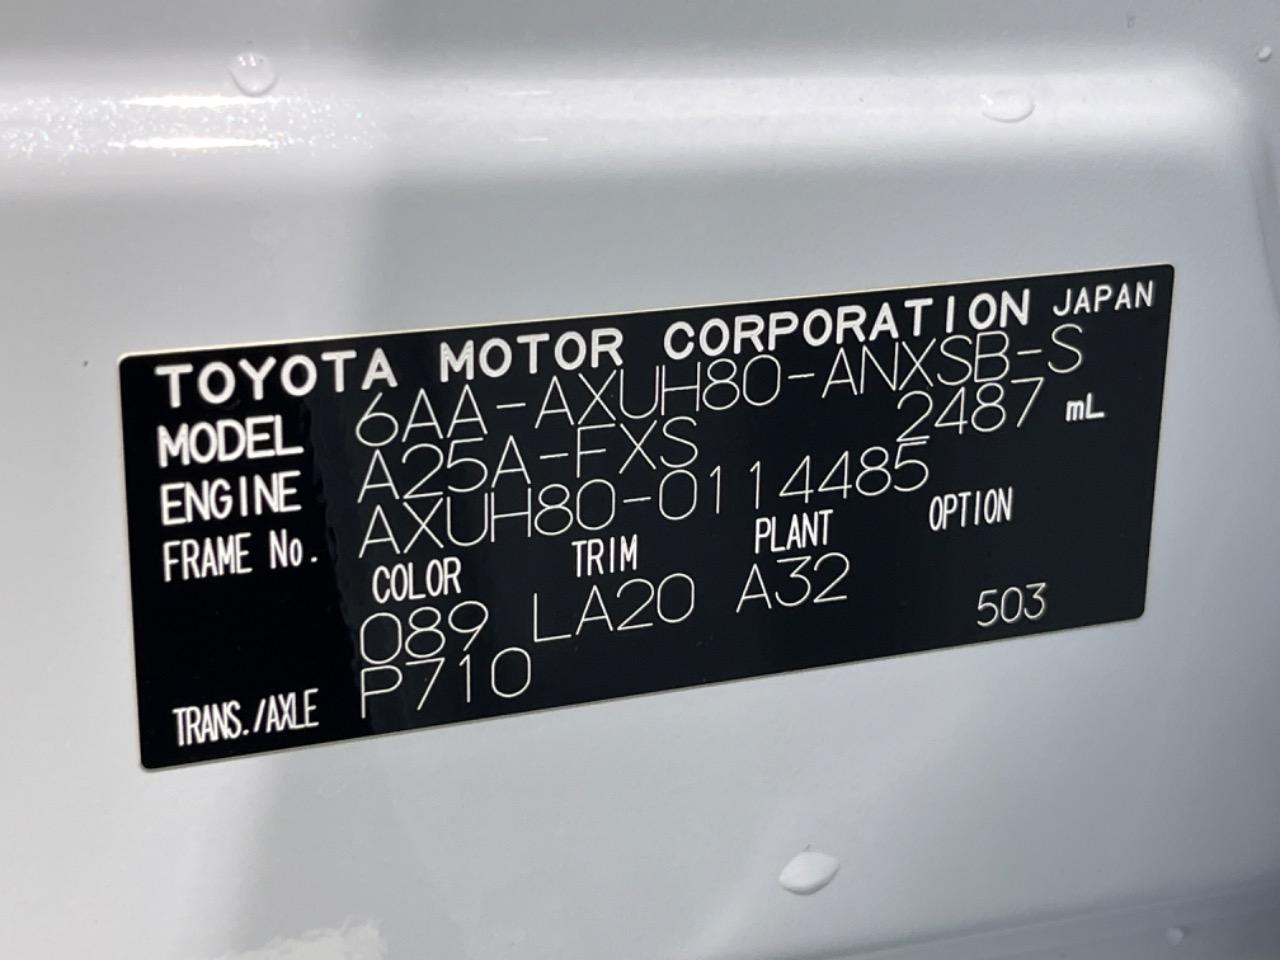 TOYOTA MOTOR CORPORATION JAPAN
MODEL 6AA-AXUH80-ANXSB-S
ENGINE A25A-FXS 2487 mL
FRAME No. AXUH80-0114485
COLOR TRIM PLANT OPTION
089 LA20 A32 503
TRANS./AXLE P710